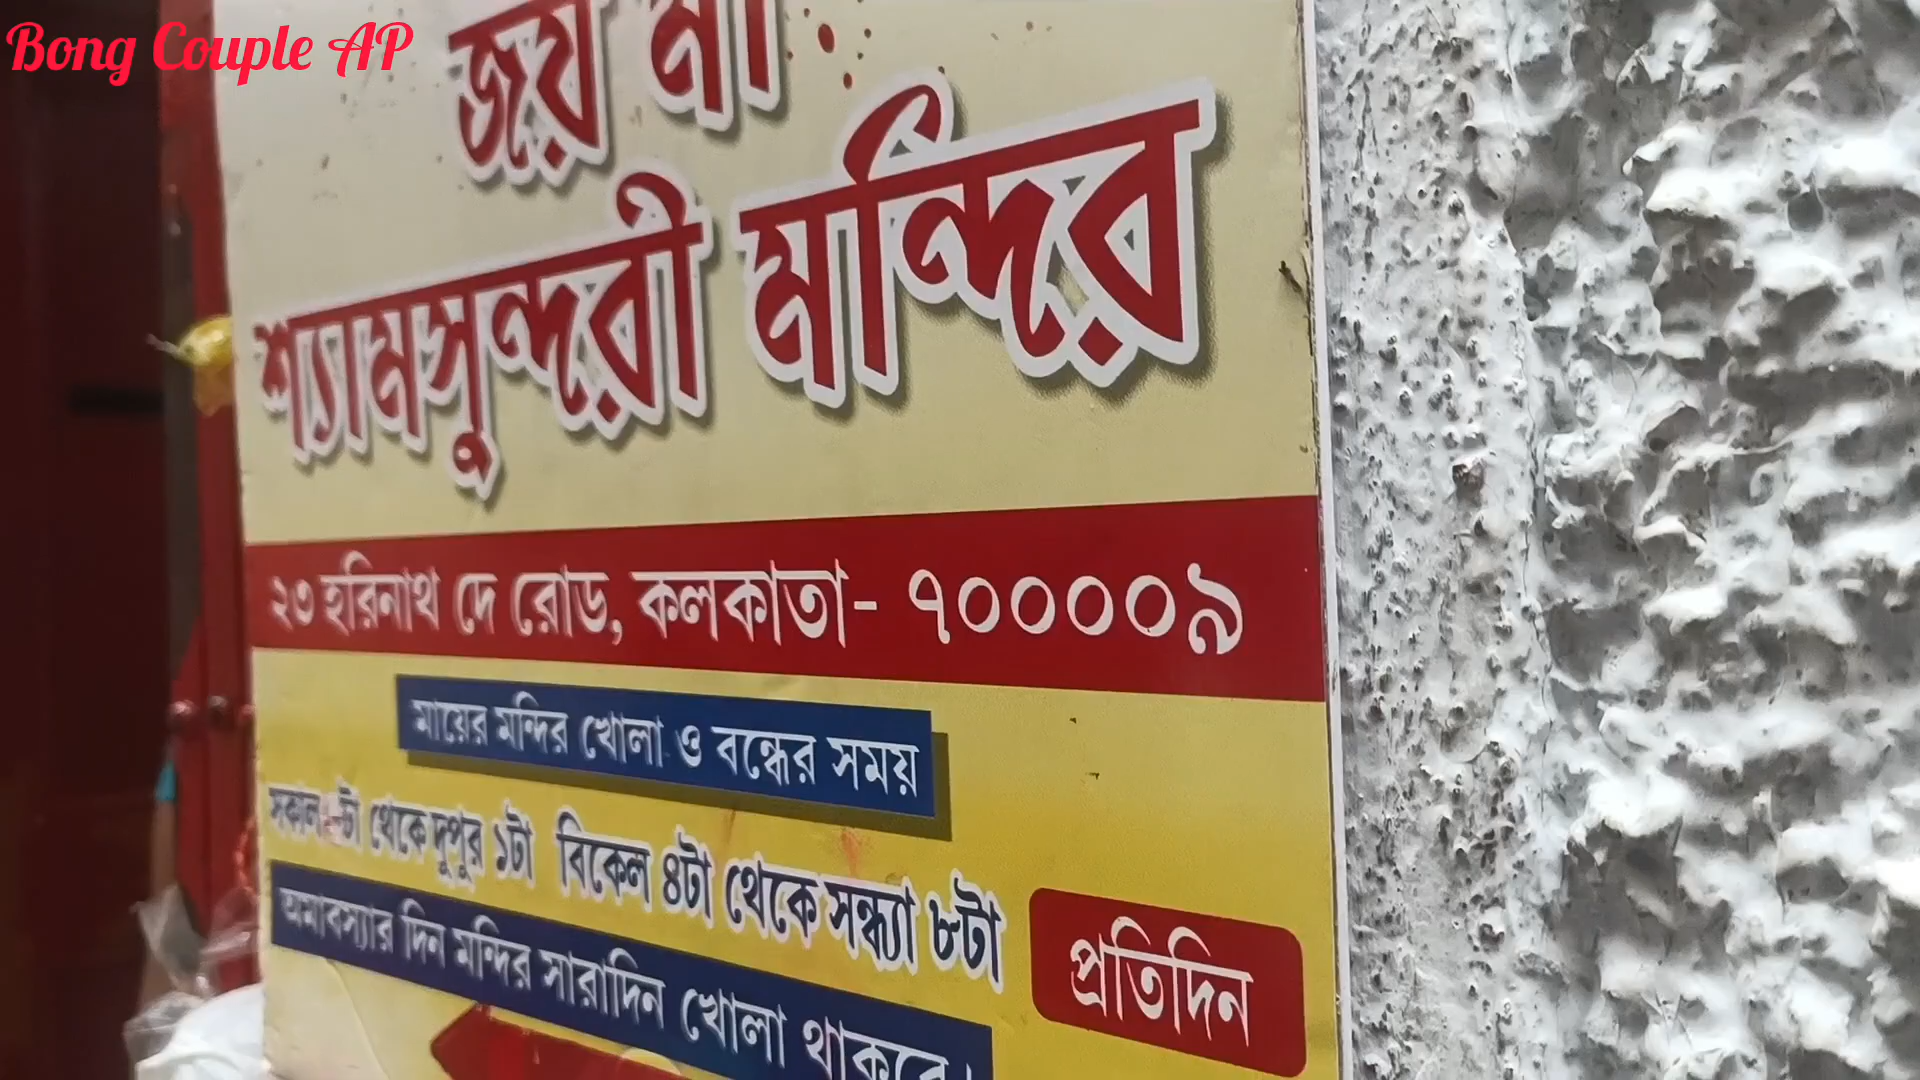 Bong Couple AP
জয় মা
শ্যামসুন্দরী মন্দির
২৩ হরিনাথ দে রোড, কলকাতা- ৭০০০০৯
মায়ের মন্দির খোলা ও বন্ধের সময়
সকাল টা থেকে দুপুর ১টা বিকেল ৪টা থেকে সন্ধ্যা ৮টা
প্রতিদিন
অমাবস্যার দিন মন্দির সারাদিন খোলা থাকবে।